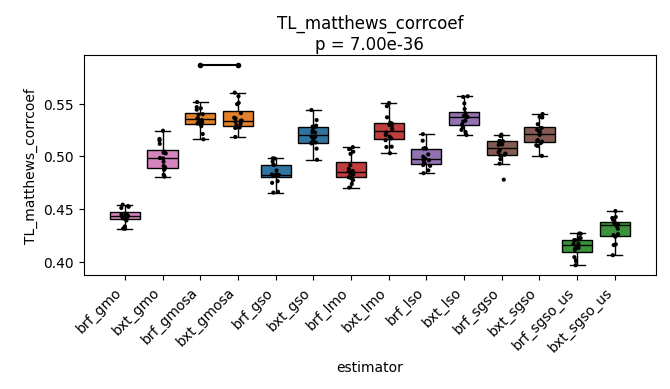 TL_matthews_corrcoef
p = 7.00e-36
TL_matthews_corrcoef
0.55
0.50
0.45
0.40
brf_gmo
bxt_gmo
brf_gmosa
bxt_gmosa
brf_gso
bxt_gso
brf_lmo
bxt_lmo
brf_lso
bxt_lso
brf_sgso
bxt_sgso
brf_sgso_us
bxt_sgso_us
estimator